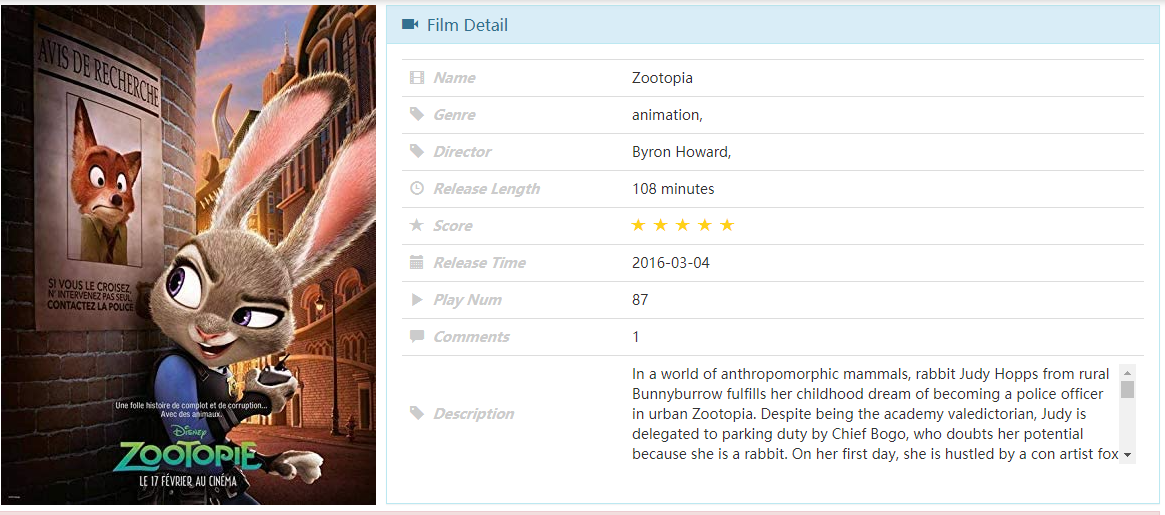 AVIS DE RECHERCHE
SI VOUS LE CROISEZ,
N'INTERVENEZ PAS SEUL.
CONTACTEZ LA POLICE
Une folle histoire de complot et de corruption...
Avec des animaux.
Disney
ZOOTOPIE
LE 17 FÉVRIER AU CINÉMA
Film Detail
Name Zootopia
Genre animation,
Director Byron Howard,
Release Length 108 minutes
Score
Release Time 2016-03-04
Play Num 87
Comments 1
Description
In a world of anthropomorphic mammals, rabbit Judy Hopps from rural
Bunnyburrow fulfills her childhood dream of becoming a police officer
in urban Zootopia. Despite being the academy valedictorian, Judy is
delegated to parking duty by Chief Bogo, who doubts her potential
because she is a rabbit. On her first day, she is hustled by a con artist fox